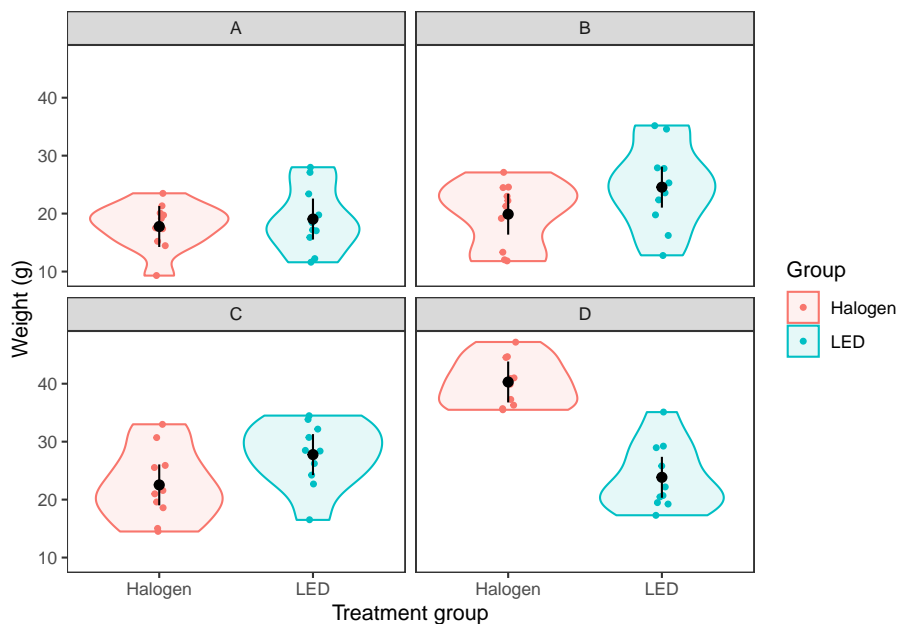 A
B
40
30
20
10
Weight (g)
C
D
40
30
20
10
Halogen
LED
Halogen
LED
Treatment group
Group
Halogen
LED